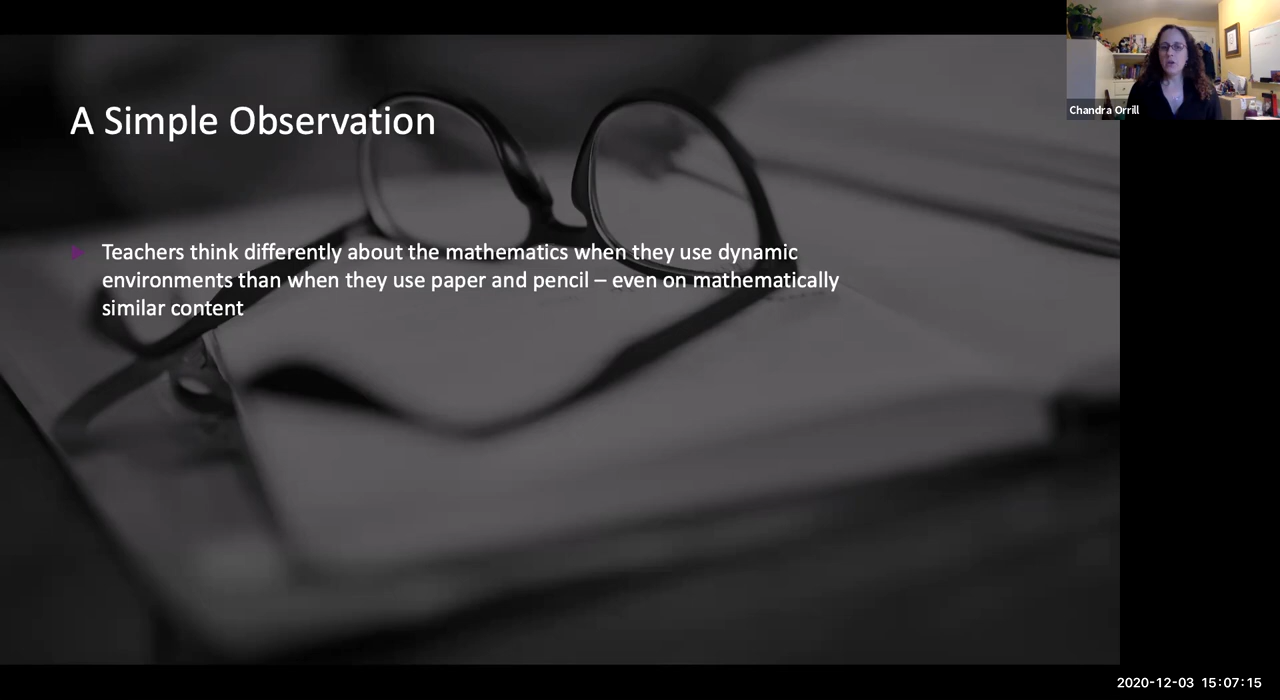 Chandra Orrill
A Simple Observation
Teachers think differently about the mathematics when they use dynamic
environments than when they use paper and pencil – even on mathematically
similar content
2020-12-03 15:07:15